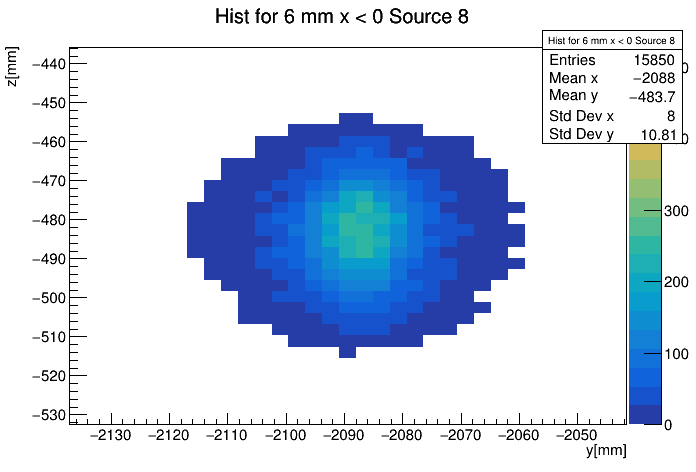 Hist for 6 mm x < 0 Source 8
Hist for 6 mm x < 0 Source 8
Entries 15850
Mean x −2088
Mean y −483.7
Std Dev x 8
Std Dev y 10.81
z[mm]
−440
−450
−460
−470
−480
−490
−500
−510
−520
−530
0
0
300
200
100
0
−2130 −2120 −2110 −2100 −2090 −2080 −2070 −2060 −2050
y[mm]